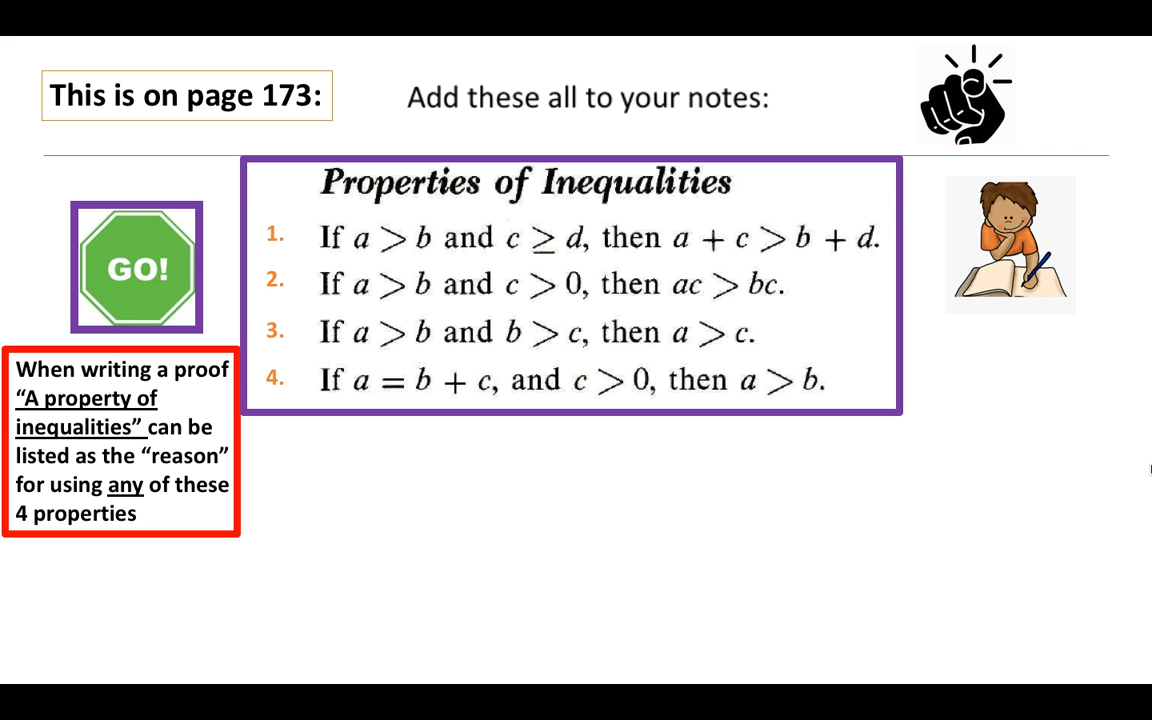 This is on page 173:
Add these all to your notes:
GO!
Properties of Inequalities
1. If a > b and c ≥ d, then a + c > b + d.
2. If a > b and c > 0, then ac > bc.
3. If a > b and b > c, then a > c.
4. If a = b + c, and c > 0, then a > b.
When writing a proof
“A property of
inequalities” can be
listed as the “reason”
for using any of these
4 properties